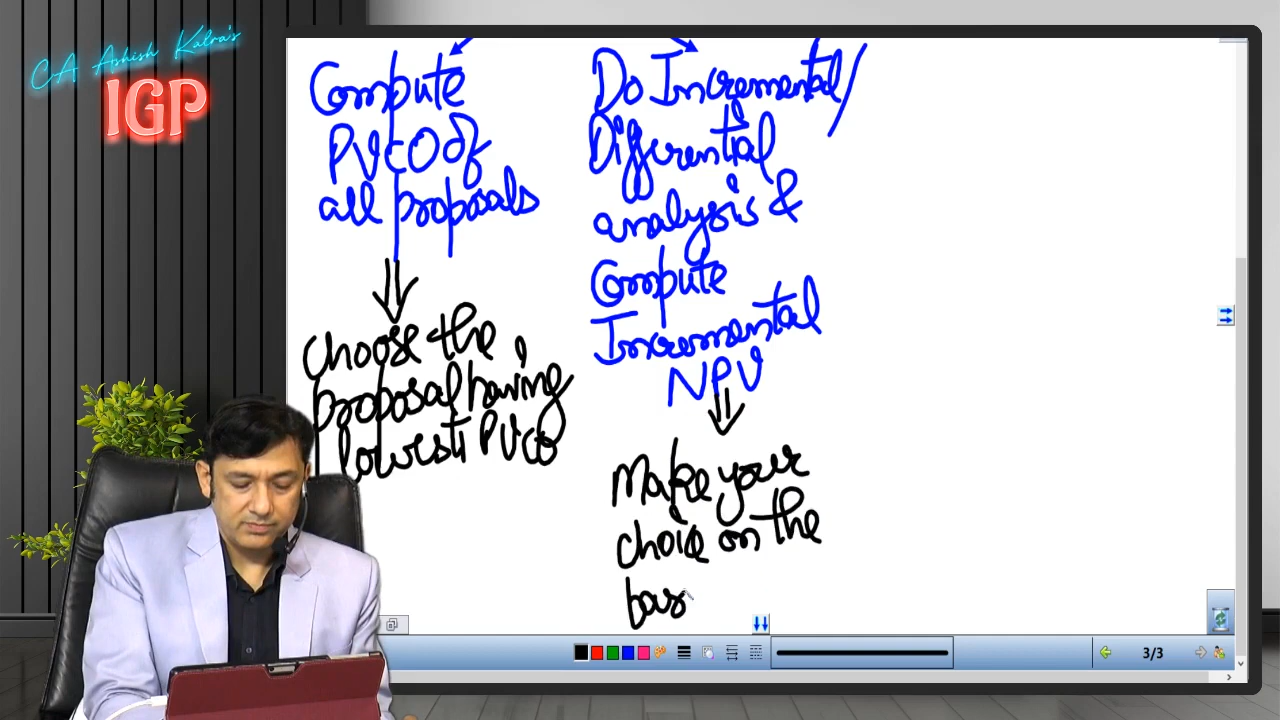 CA Ashish Kalra's
IGP
Compute
PVCO of
all proposals
Choose the
proposal having
lowest PVCO
Do Incremental/
Differential
analysis &
Compute
Incremental
NPV
Make your
choice on the
bas
3/3